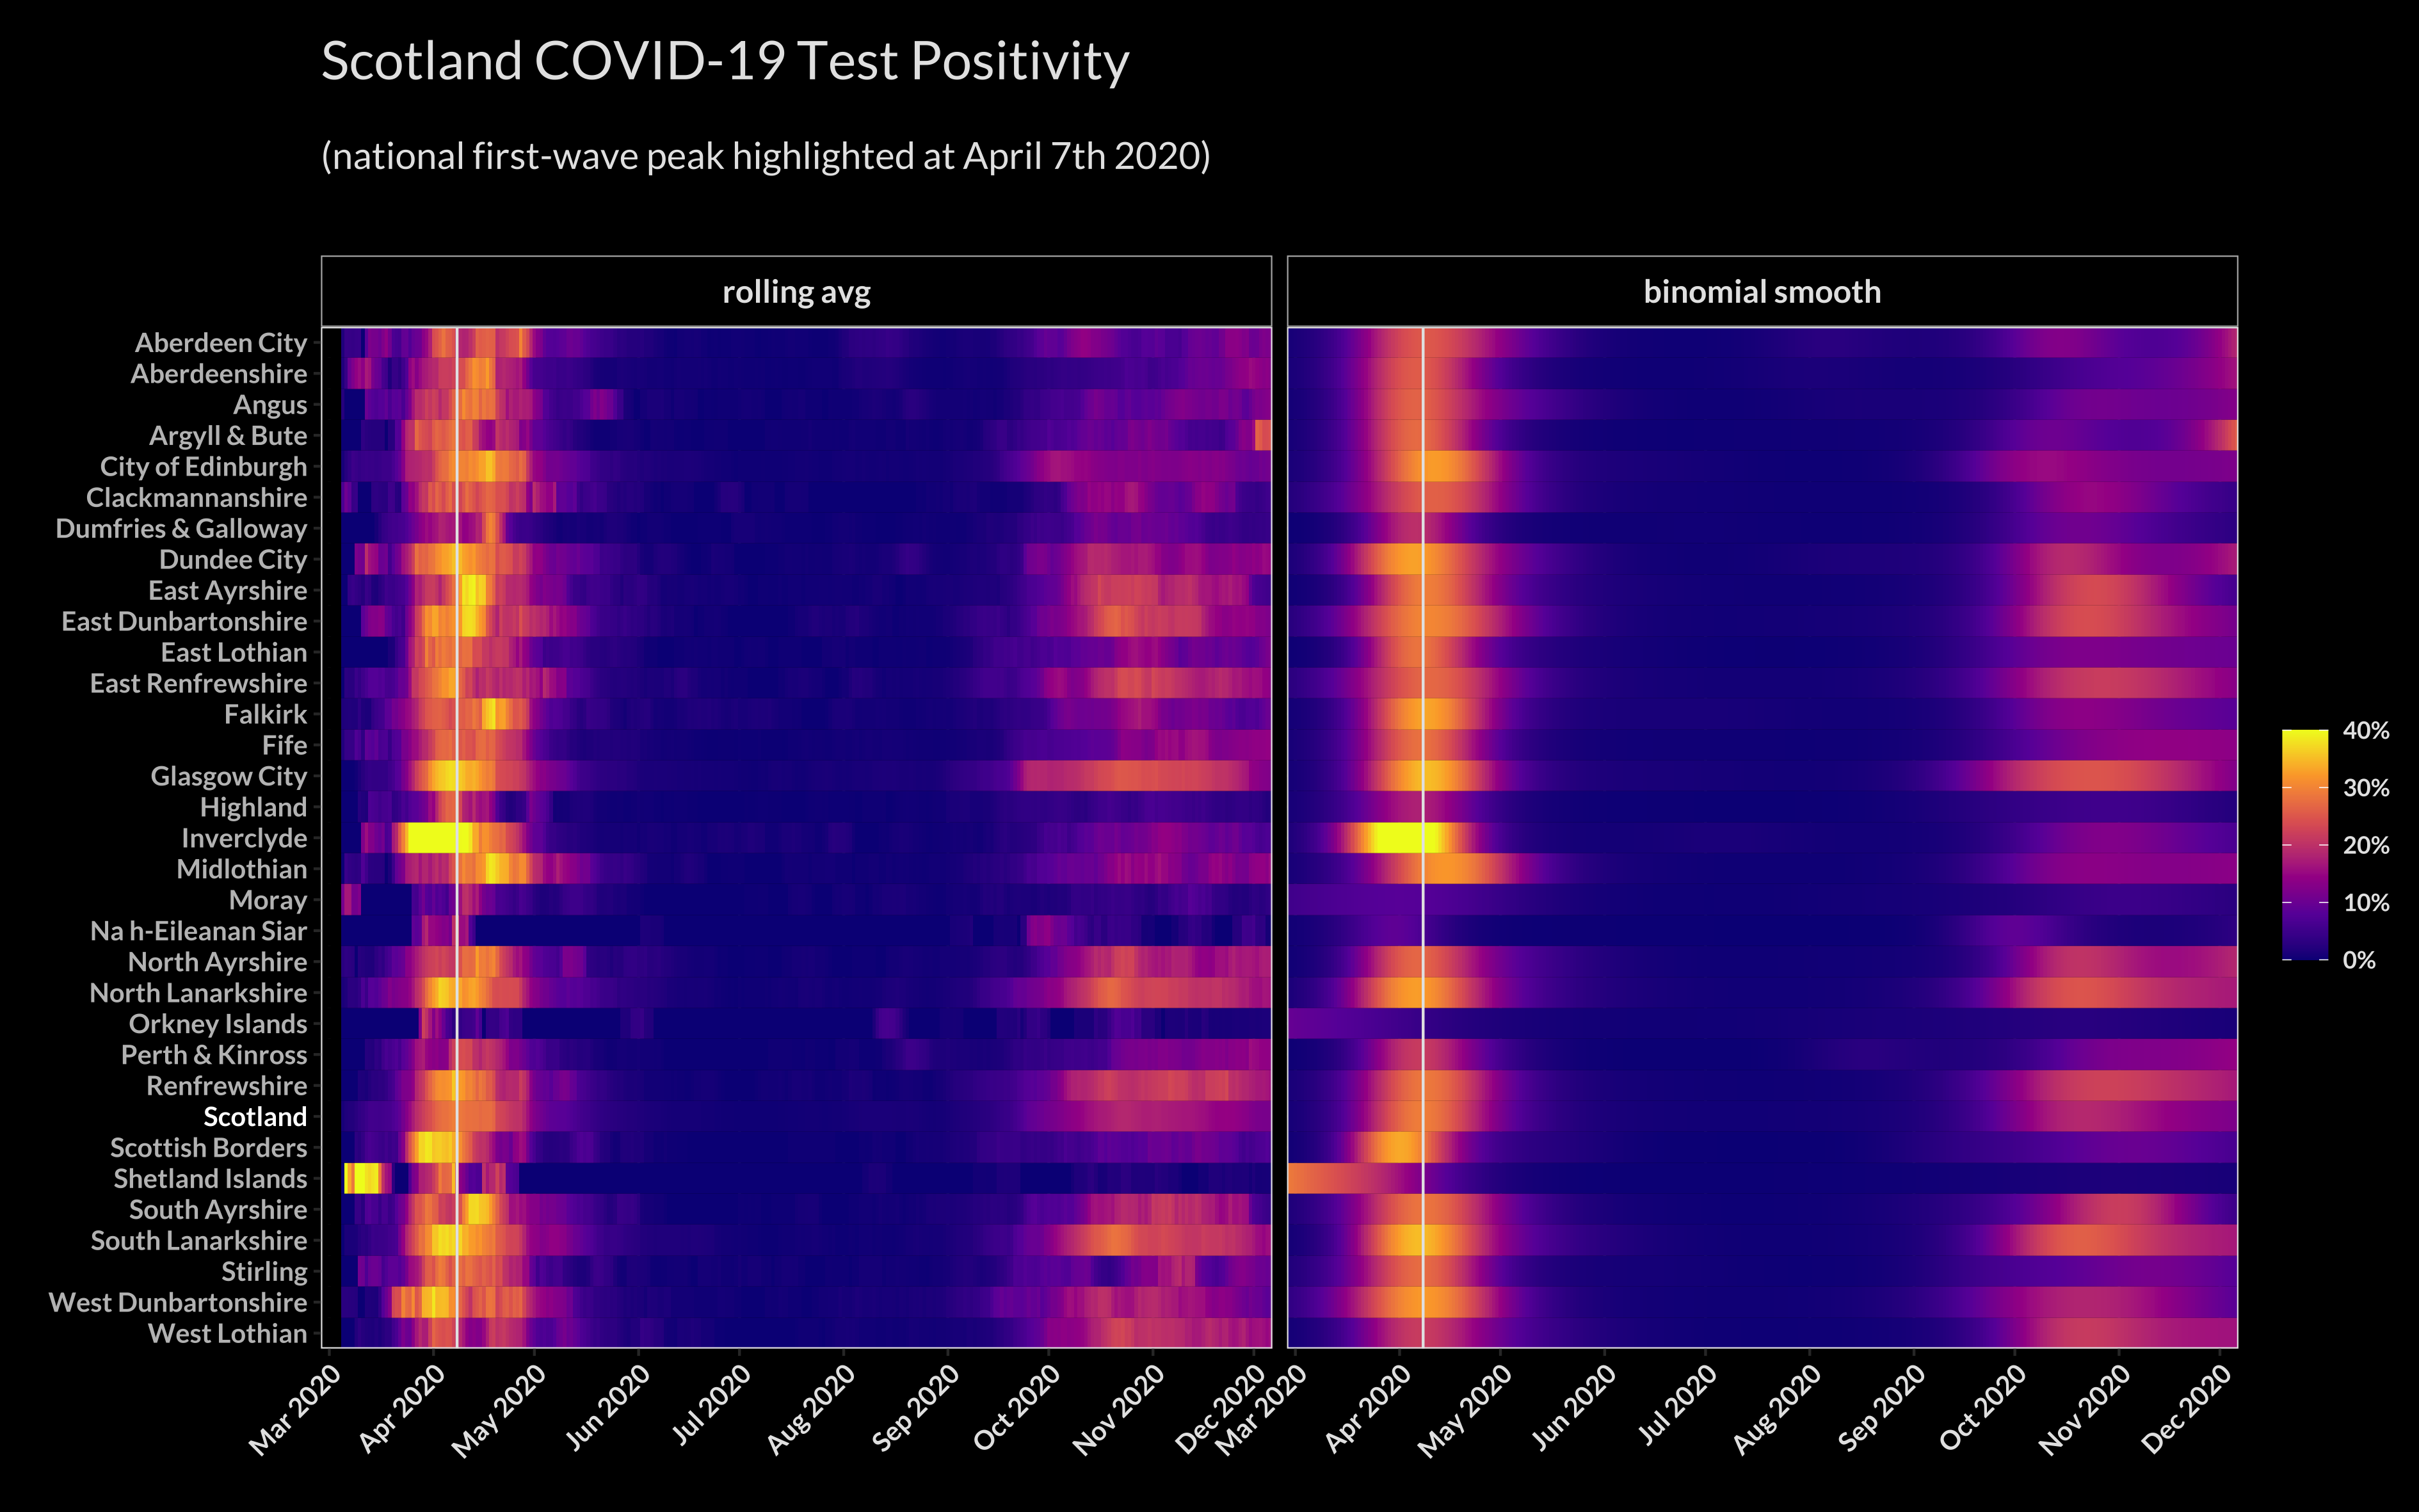 Scotland COVID-19 Test Positivity
(national first-wave peak highlighted at April 7th 2020)
rolling avg
binomial smooth
Aberdeen City
Aberdeenshire
Angus
Argyll & Bute
City of Edinburgh
Clackmannanshire
Dumfries & Galloway
Dundee City
East Ayrshire
East Dunbartonshire
East Lothian
East Renfrewshire
Falkirk
Fife
Glasgow City
Highland
Inverclyde
Midlothian
Moray
Na h-Eileanan Siar
North Ayrshire
North Lanarkshire
Orkney Islands
Perth & Kinross
Renfrewshire
Scotland
Scottish Borders
Shetland Islands
South Ayrshire
South Lanarkshire
Stirling
West Dunbartonshire
West Lothian
Mar 2020
Apr 2020
May 2020
Jun 2020
Jul 2020
Aug 2020
Sep 2020
Oct 2020
Nov 2020
Dec 2020
Mar 2020
Apr 2020
May 2020
Jun 2020
Jul 2020
Aug 2020
Sep 2020
Oct 2020
Nov 2020
Dec 2020
40%
30%
20%
10%
0%